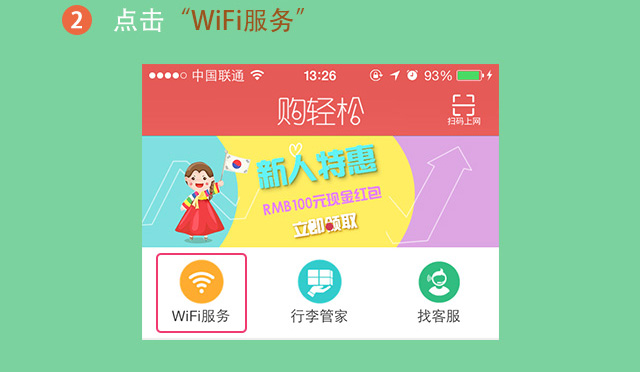 2 点击“WiFi服务”
中国联通 13:26 93%
购轻松
扫码上网
新人特惠
RMB100元现金红包
立即领取
WiFi服务 行李管家 找客服